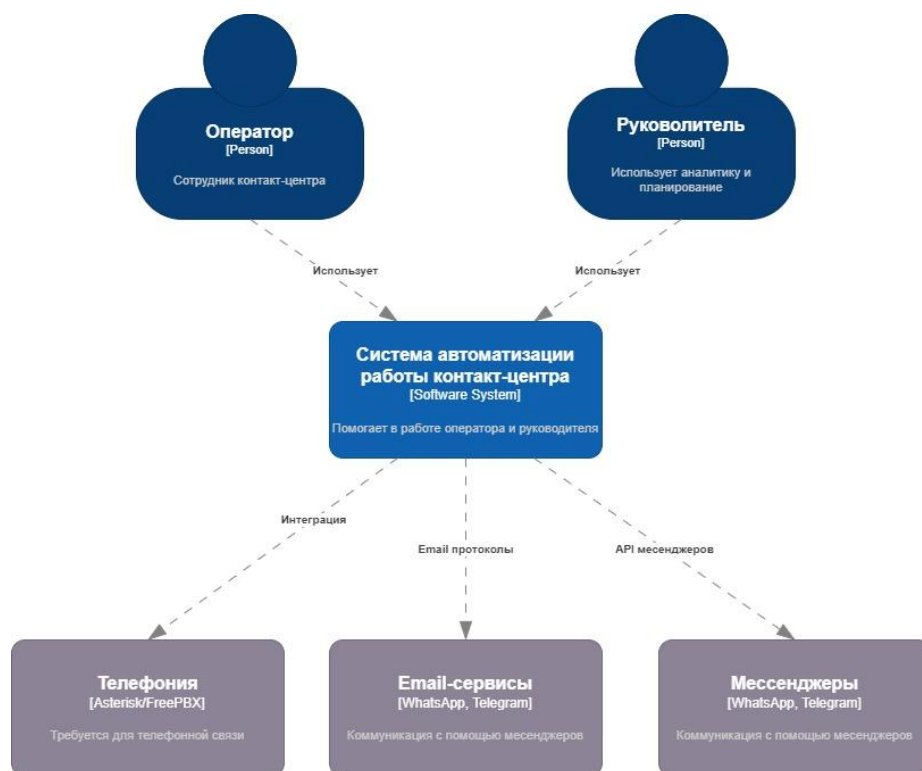 Оператор
[Person]
Сотрудник контакт-центра
Руковолитель
[Person]
Использует аналитику и
планирование
Использует
Использует
Система автоматизации
работы контакт-центра
[Software System]
Помогает в работе оператора и руководителя
Интеграция
Email протоколы
API месенджеров
Телефония
[Asterisk/FreePBX]
Требуется для телефонной связи
Email-сервисы
[WhatsApp, Telegram]
Коммуникация с помощью месенджеров
Мессенджеры
[WhatsApp, Telegram]
Коммуникация с помощью месенджеров